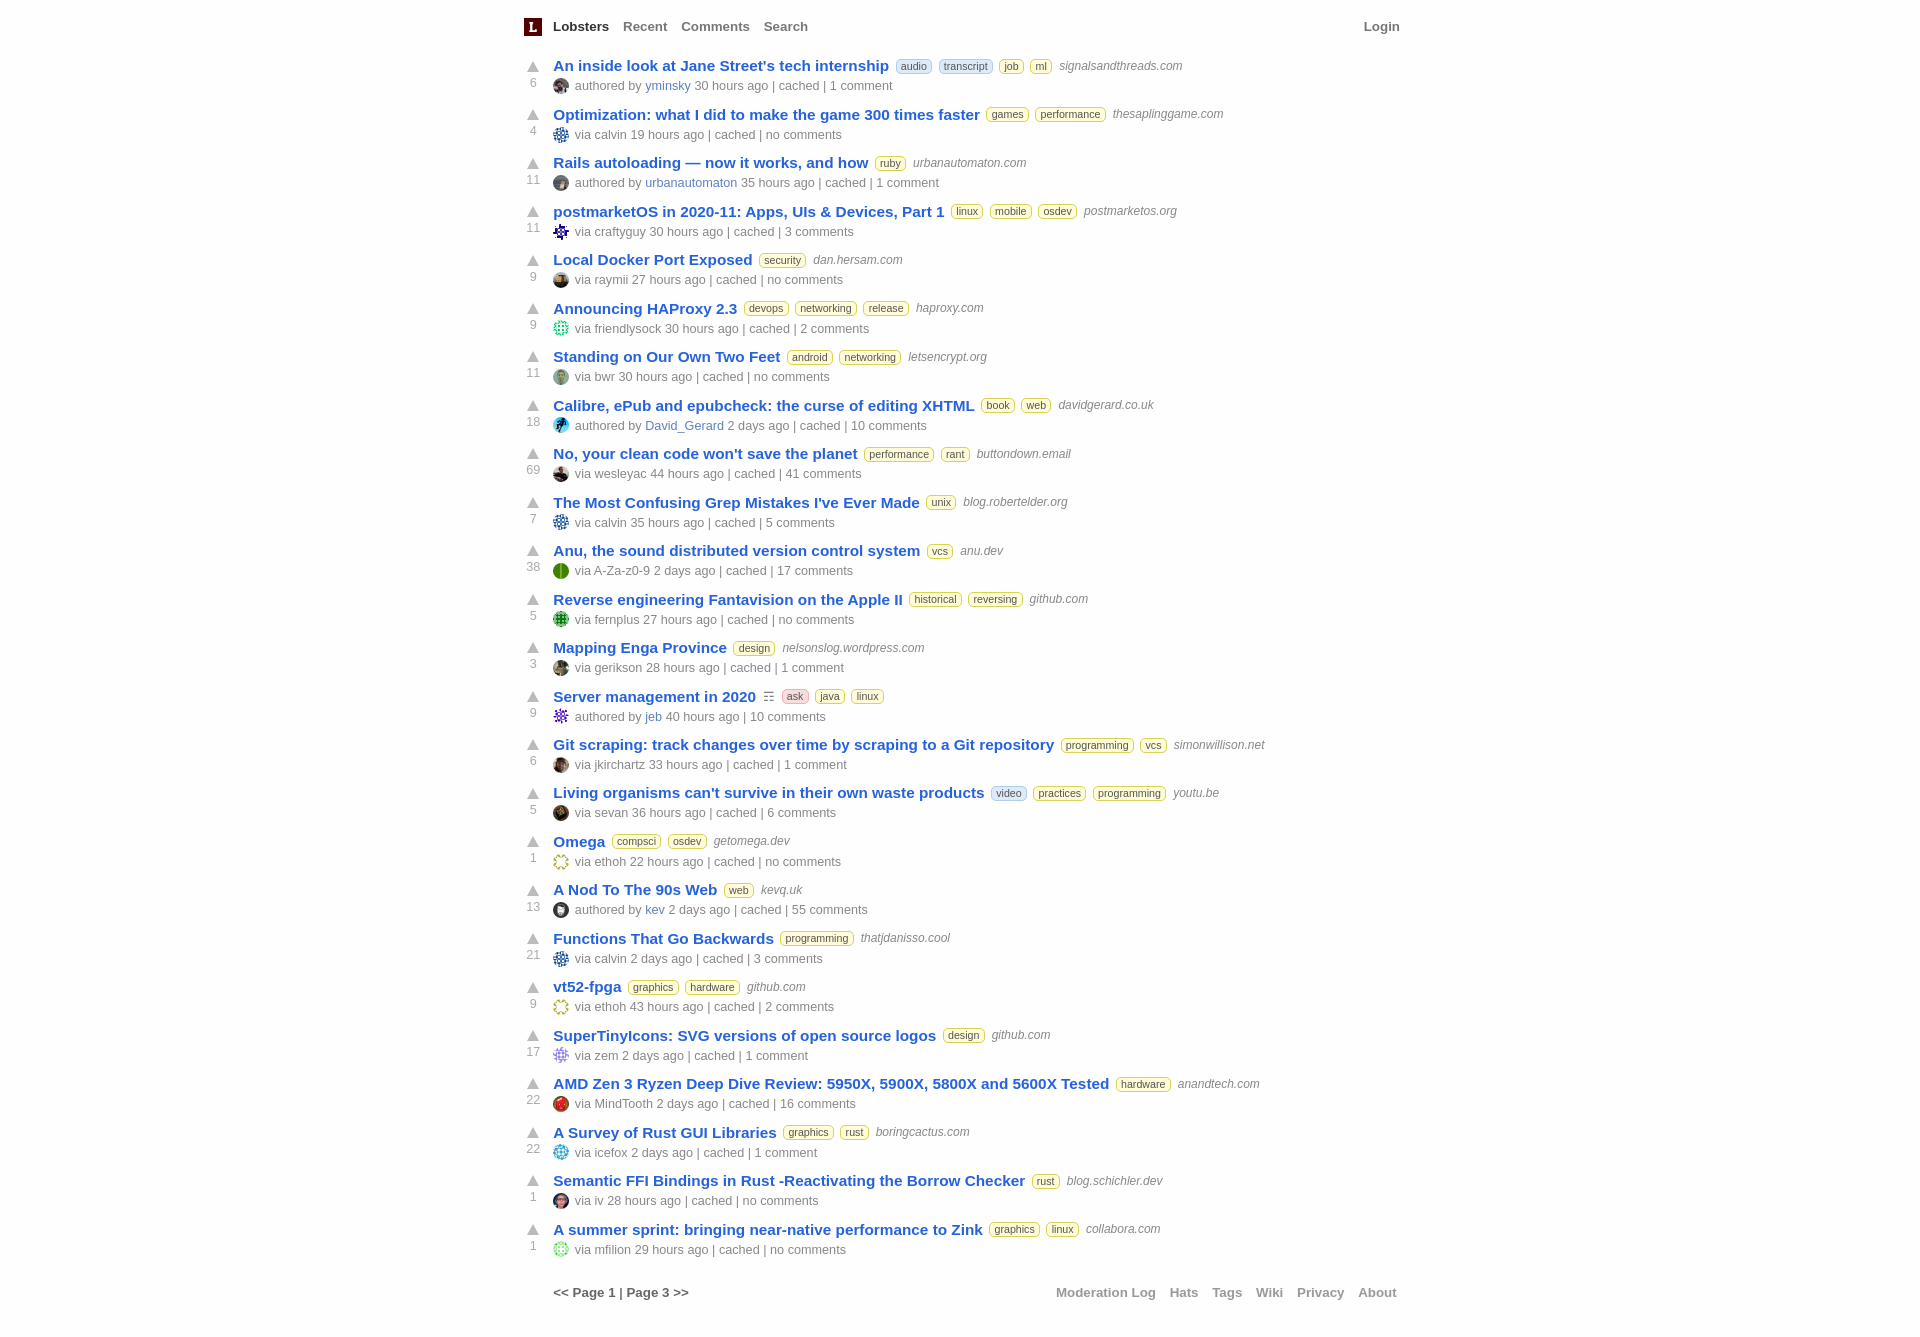 L Lobsters Recent Comments Search Login
An inside look at Jane Street's tech internship audio transcript job ml signalsandthreads.com
6 authored by yminsky 30 hours ago | cached | 1 comment
Optimization: what I did to make the game 300 times faster games performance thesaplinggame.com
4 via calvin 19 hours ago | cached | no comments
Rails autoloading — now it works, and how ruby urbanautomaton.com
11 authored by urbanautomaton 35 hours ago | cached | 1 comment
postmarketOS in 2020-11: Apps, UIs & Devices, Part 1 linux mobile osdev postmarketos.org
11 via craftyguy 30 hours ago | cached | 3 comments
Local Docker Port Exposed security dan.hersam.com
9 via raymii 27 hours ago | cached | no comments
Announcing HAProxy 2.3 devops networking release haproxy.com
9 via friendlysock 30 hours ago | cached | 2 comments
Standing on Our Own Two Feet android networking letsencrypt.org
11 via bwr 30 hours ago | cached | no comments
Calibre, ePub and epubcheck: the curse of editing XHTML book web davidgerard.co.uk
18 authored by David_Gerard 2 days ago | cached | 10 comments
No, your clean code won't save the planet performance rant buttondown.email
69 via wesleyac 44 hours ago | cached | 41 comments
The Most Confusing Grep Mistakes I've Ever Made unix blog.robertelder.org
7 via calvin 35 hours ago | cached | 5 comments
Anu, the sound distributed version control system vcs anu.dev
38 via A-Za-z0-9 2 days ago | cached | 17 comments
Reverse engineering Fantavision on the Apple II historical reversing github.com
5 via fernplus 27 hours ago | cached | no comments
Mapping Enga Province design nelsonslog.wordpress.com
3 via gerikson 28 hours ago | cached | 1 comment
Server management in 2020 ☶ ask java linux
9 authored by jeb 40 hours ago | 10 comments
Git scraping: track changes over time by scraping to a Git repository programming vcs simonwillison.net
6 via jkirchartz 33 hours ago | cached | 1 comment
Living organisms can't survive in their own waste products video practices programming youtu.be
5 via sevan 36 hours ago | cached | 6 comments
Omega compsci osdev getomega.dev
1 via ethoh 22 hours ago | cached | no comments
A Nod To The 90s Web web kevq.uk
13 authored by kev 2 days ago | cached | 55 comments
Functions That Go Backwards programming thatjdanisso.cool
21 via calvin 2 days ago | cached | 3 comments
vt52-fpga graphics hardware github.com
9 via ethoh 43 hours ago | cached | 2 comments
SuperTinyIcons: SVG versions of open source logos design github.com
17 via zem 2 days ago | cached | 1 comment
AMD Zen 3 Ryzen Deep Dive Review: 5950X, 5900X, 5800X and 5600X Tested hardware anandtech.com
22 via MindTooth 2 days ago | cached | 16 comments
A Survey of Rust GUI Libraries graphics rust boringcactus.com
22 via icefox 2 days ago | cached | 1 comment
Semantic FFI Bindings in Rust -Reactivating the Borrow Checker rust blog.schichler.dev
1 via iv 28 hours ago | cached | no comments
A summer sprint: bringing near-native performance to Zink graphics linux collabora.com
1 via mfilion 29 hours ago | cached | no comments
<< Page 1 | Page 3 >> Moderation Log Hats Tags Wiki Privacy About